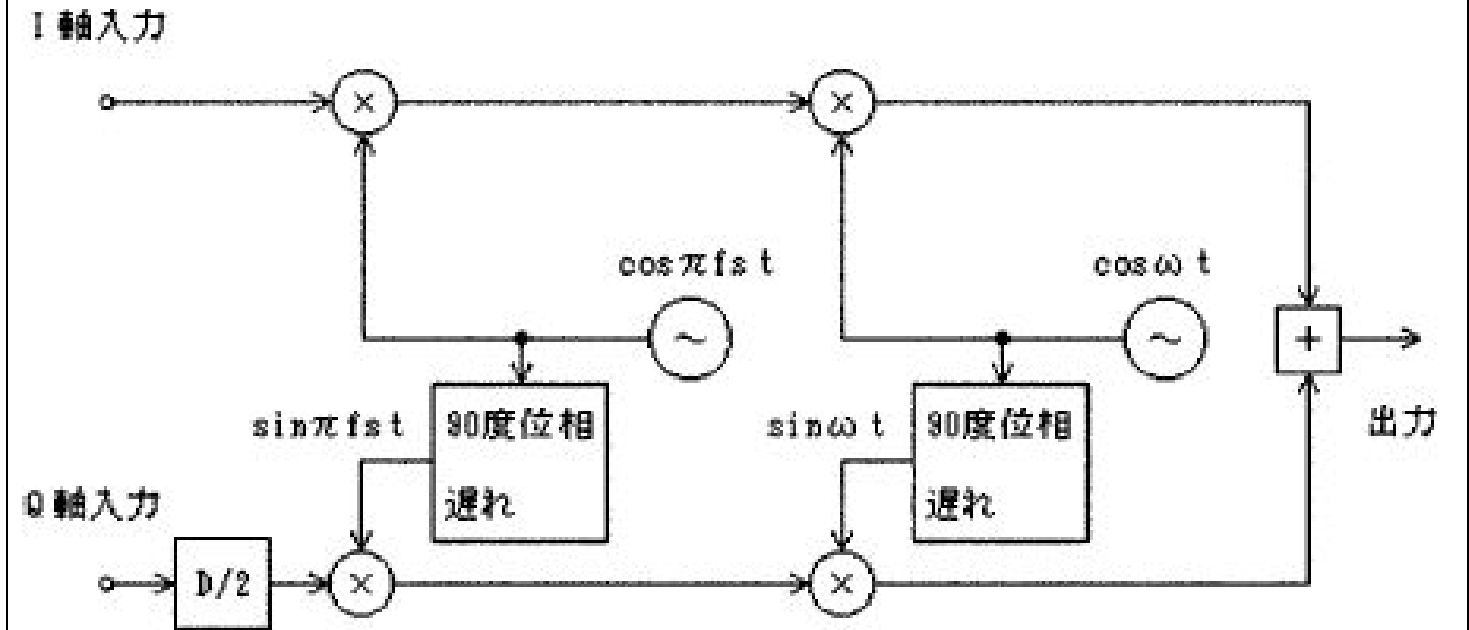 I軸入力
×
×
cosπfst
cosωt
~
~
+
sinπfst
90度位相
遅れ
sinωt
90度位相
遅れ
出力
Q軸入力
D/2
×
×